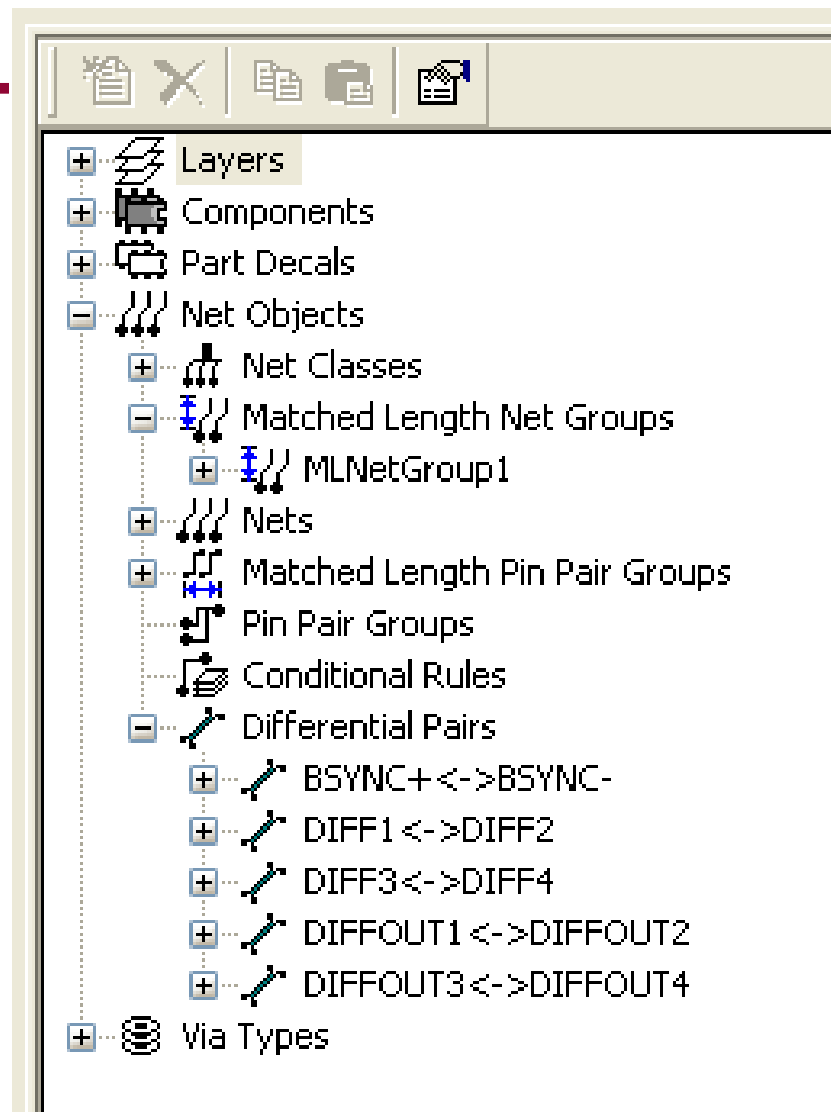 Layers
Components
Part Decals
Net Objects
Net Classes
Matched Length Net Groups
MLNetGroup1
Nets
Matched Length Pin Pair Groups
Pin Pair Groups
Conditional Rules
Differential Pairs
BSYNC+<->BSYNC-
DIFF1<->DIFF2
DIFF3<->DIFF4
DIFFOUT1<->DIFFOUT2
DIFFOUT3<->DIFFOUT4
Via Types